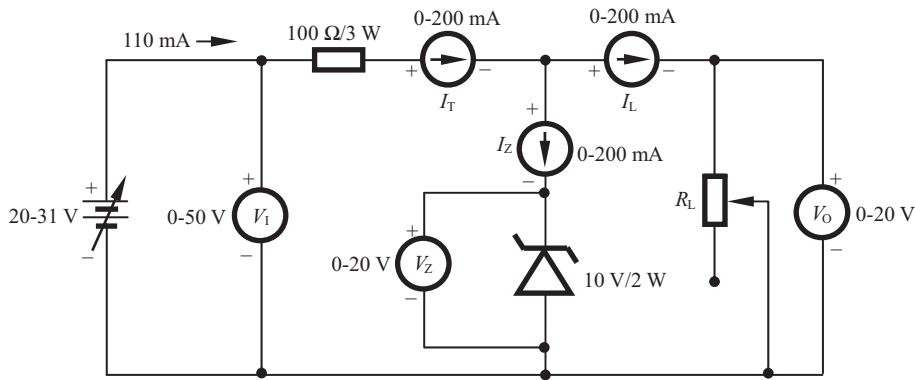 0-200 mA
0-200 mA
110 mA
100 Ω/3 W
+
−
+
−
I_T
I_L
+
I_Z
0-200 mA
−
+
20-31 V
−
+
0-50 V
V_I
−
+
0-20 V
V_Z
−
10 V/2 W
R_L
+
V_O
0-20 V
−